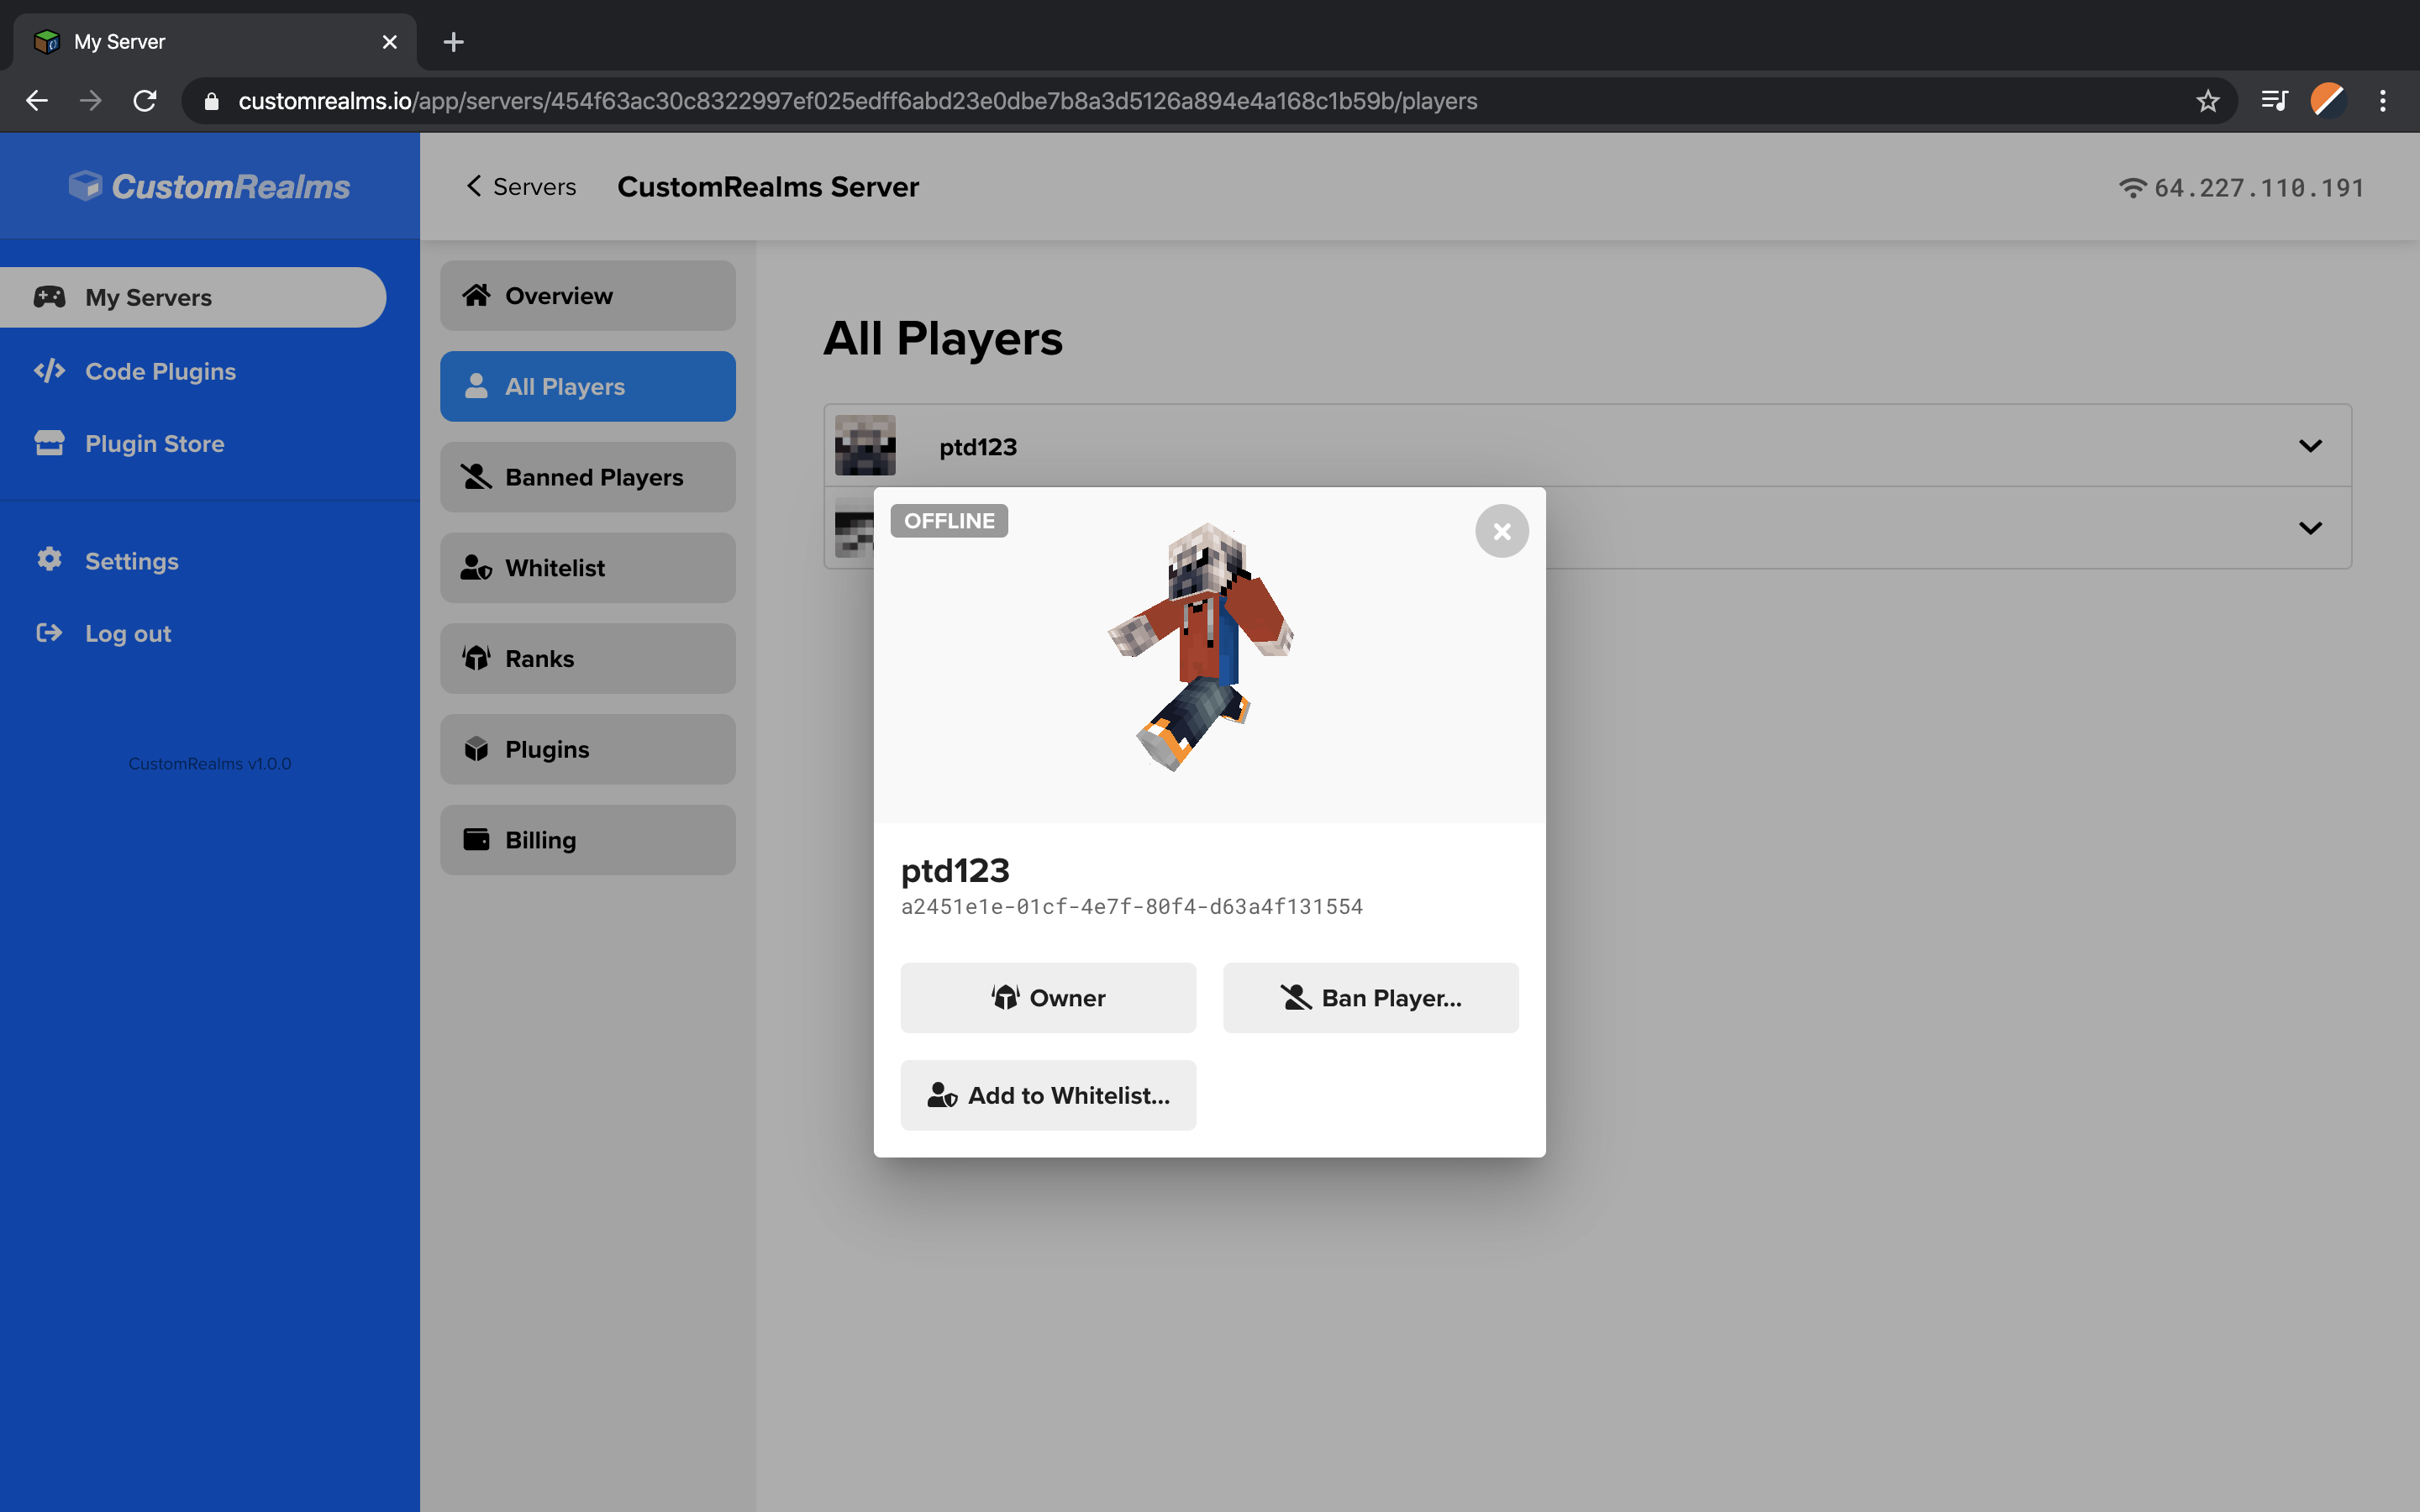 My Server
customrealms.io/app/servers/454f63ac30c8322997ef025edff6abd23e0dbe7b8a3d5126a894e4a168c1b59b/players
CustomRealms
Servers
CustomRealms Server
64.227.110.191
My Servers
Code Plugins
Plugin Store
Settings
Log out
CustomRealms v1.0.0
Overview
All Players
Banned Players
Whitelist
Ranks
Plugins
Billing
All Players
ptd123
OFFLINE
ptd123
a2451e1e-01cf-4e7f-80f4-d63a4f131554
Owner
Ban Player...
Add to Whitelist...